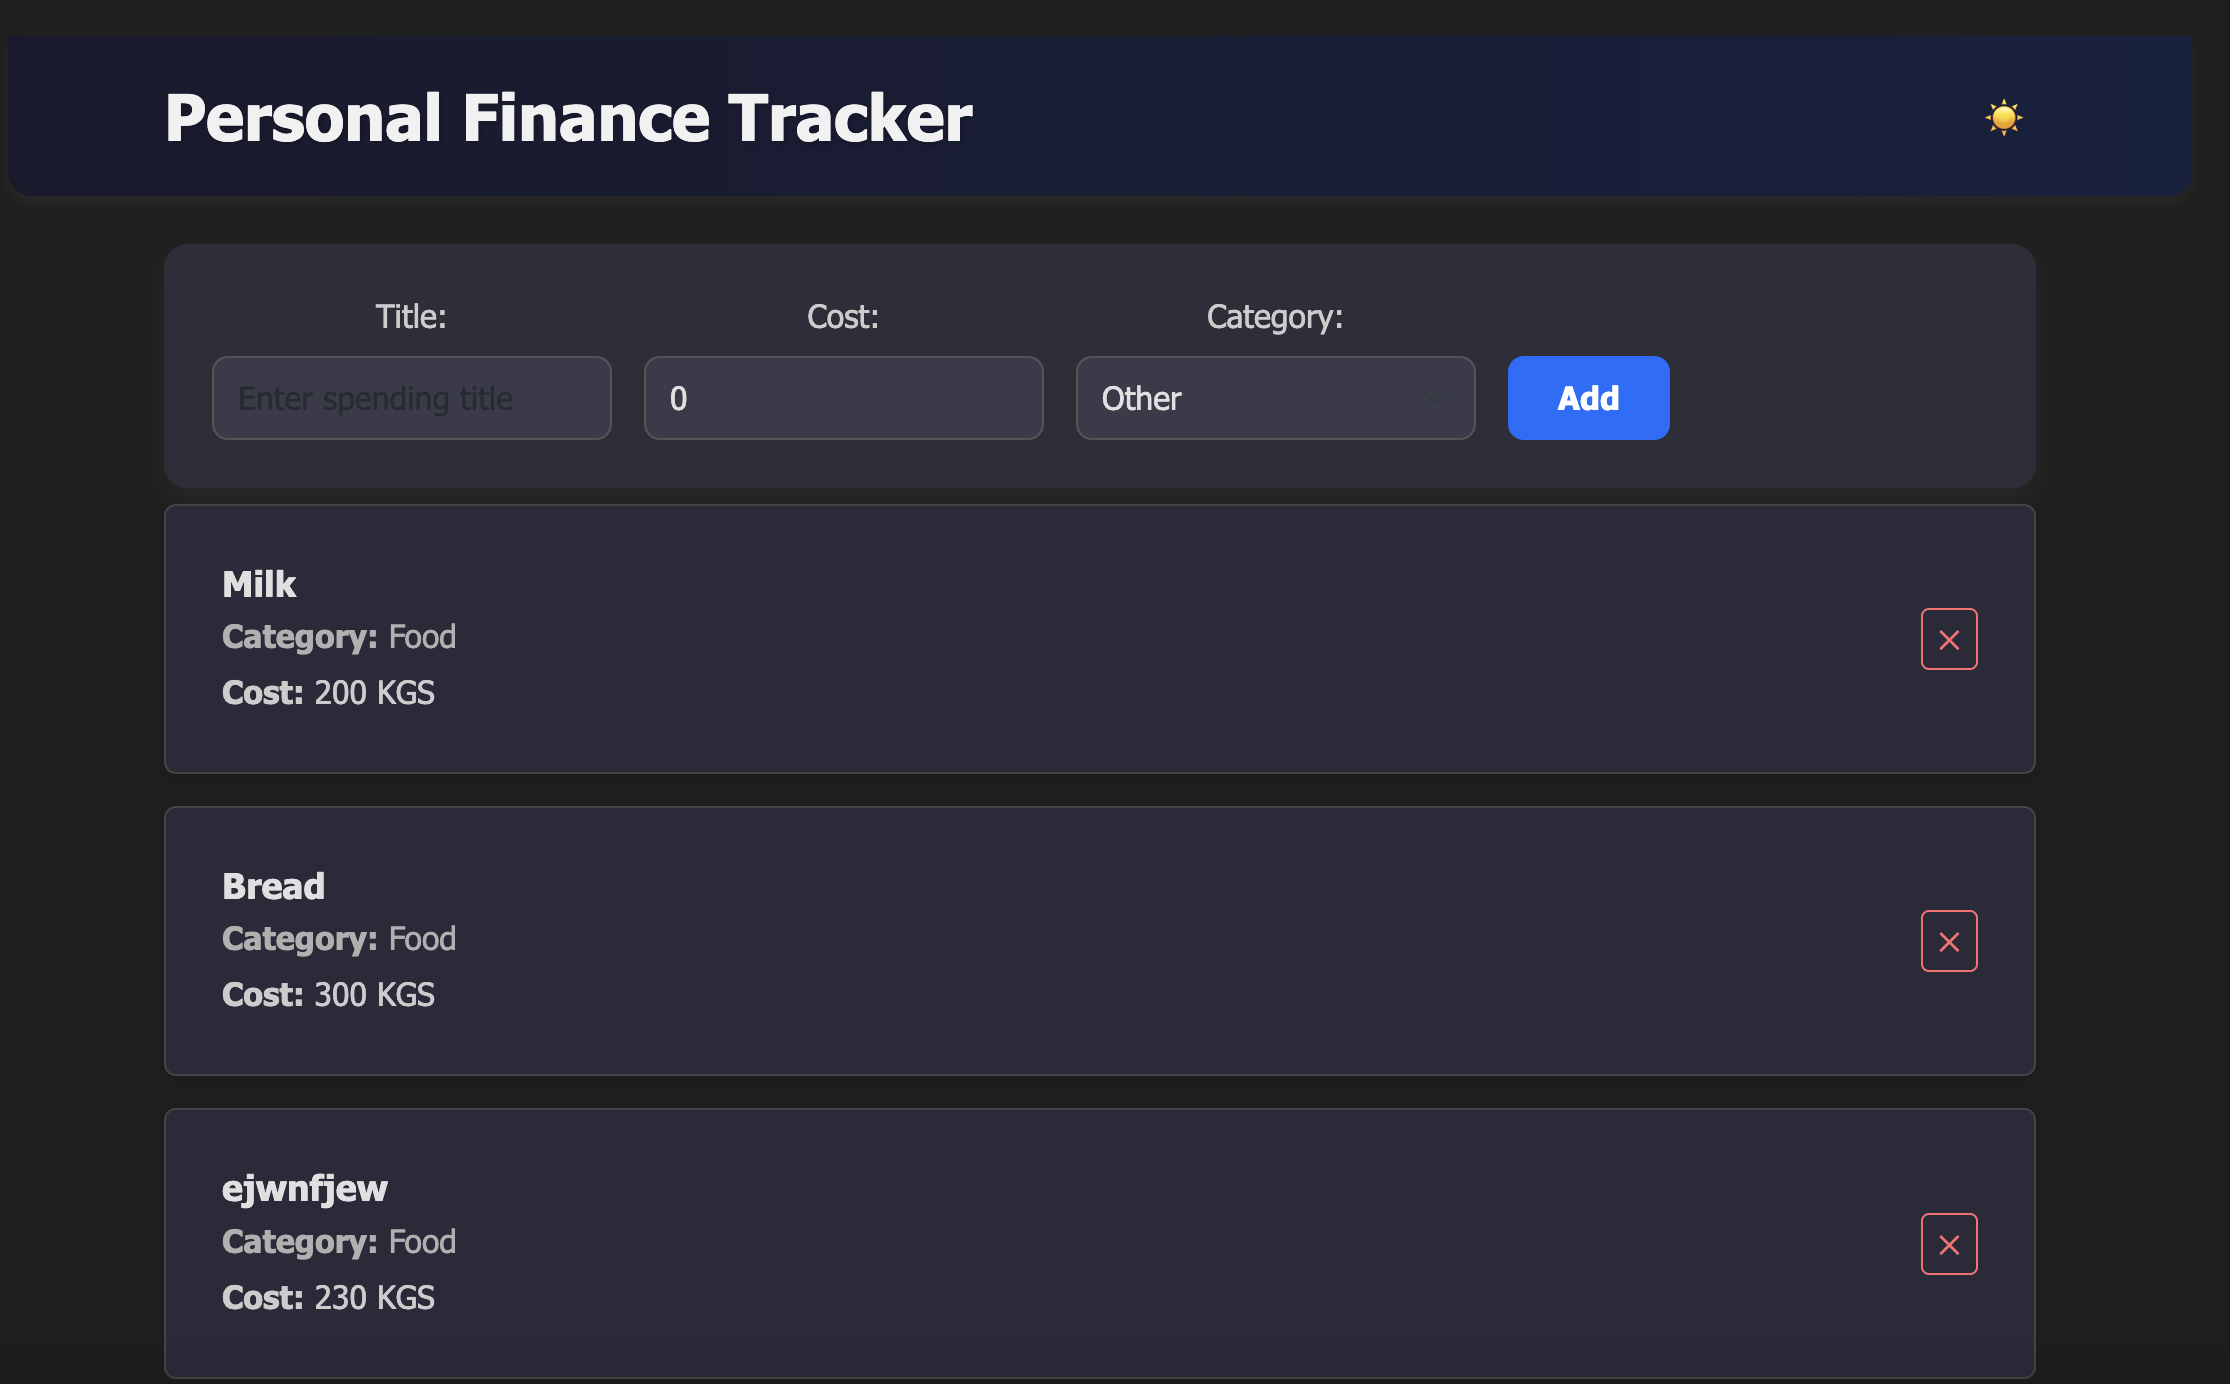 Personal Finance Tracker
Title: Cost: Category:
Enter spending title 0 Other Add
Milk
Category: Food
Cost: 200 KGS
Bread
Category: Food
Cost: 300 KGS
ejwnfjew
Category: Food
Cost: 230 KGS